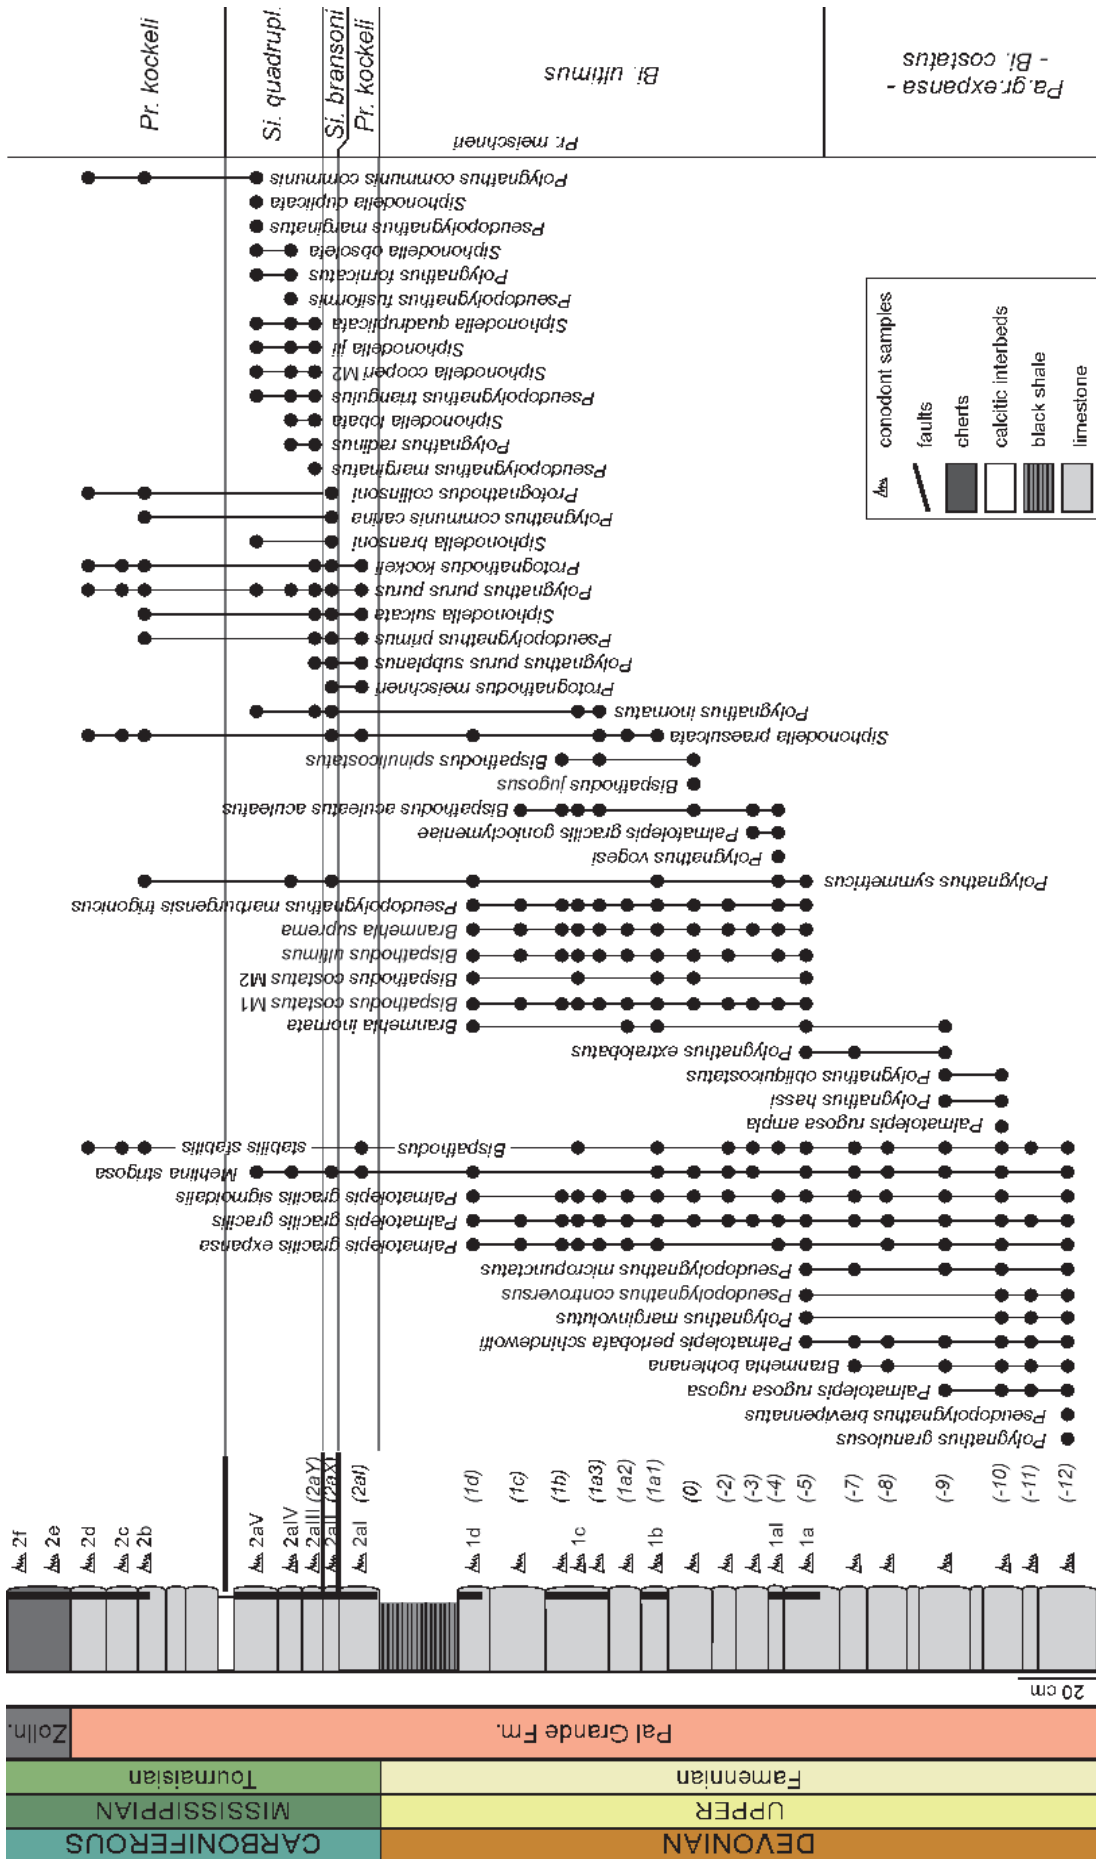 CARBONIFEROUS
DEVONIAN
MISSISSIPPIAN
UPPER
Tournaisian
Famennian
Zolln.
Pal Grande Fm.
20 cm
2f
2e
2d
2c
2b
2aV
2aIV
2aIII (2aY)
2aII (2aX)
2aI (2aI)
1d (1d)
(1c)
(1b)
1c
(1a3)
(1a2)
1b (1a1)
(0)
(-2)
(-3)
1aI (-4)
1a (-5)
(-7)
(-8)
(-9)
(-10)
(-11)
(-12)
Polygnathus granulosus
Pseudopolygnathus brevipennatus
Palmatolepis rugosa rugosa
Branmehla bohlenana
Palmatolepis perlobata schindewolfi
Polygnathus marginvolutus
Pseudopolygnathus controversus
Pseudopolygnathus micropunctatus
Palmatolepis gracilis expansa
Palmatolepis gracilis gracilis
Palmatolepis gracilis sigmoidalis
Mehlina strigosa
Bispathodus stabilis stabilis
Palmatolepis rugosa ampla
Polygnathus hassi
Polygnathus obliquicostatus
Polygnathus extralobatus
Branmehla inornata
Bispathodus costatus M1
Bispathodus costatus M2
Bispathodus ultimus
Branmehla suprema
Pseudopolygnathus marburgensis trigonicus
Polygnathus symmetricus
Polygnathus vogesi
Palmatolepis gracilis gonioclymeniae
Bispathodus aculeatus aculeatus
Bispathodus jugosus
Bispathodus spinulicostatus
Siphonodella praesulcata
Polygnathus inornatus
Protognathodus meischneri
Polygnathus purus subplanus
Pseudopolygnathus primus
Siphonodella sulcata
Polygnathus purus purus
Protognathodus kockeli
Siphonodella bransoni
Polygnathus communis carina
Protognathodus collinsoni
Pseudopolygnathus marginatus
Polygnathus radinus
Siphonodella lobata
Pseudopolygnathus triangulus
Siphonodella cooperi M2
Siphonodella jii
Siphonodella quadruplicata
Pseudopolygnathus fusiformis
Polygnathus fornicatus
Siphonodella obsoleta
Pseudopolygnathus marginatus
Siphonodella duplicata
Polygnathus communis communis
Pr. kockeli
Si. quadrupl.
Si. bransoni
Pr. kockeli
Pr. meischneri
Bi. ultimus
Pa.gr.expansa -
- Bi. costatus
conodont samples
faults
cherts
calcitic interbeds
black shale
limestone